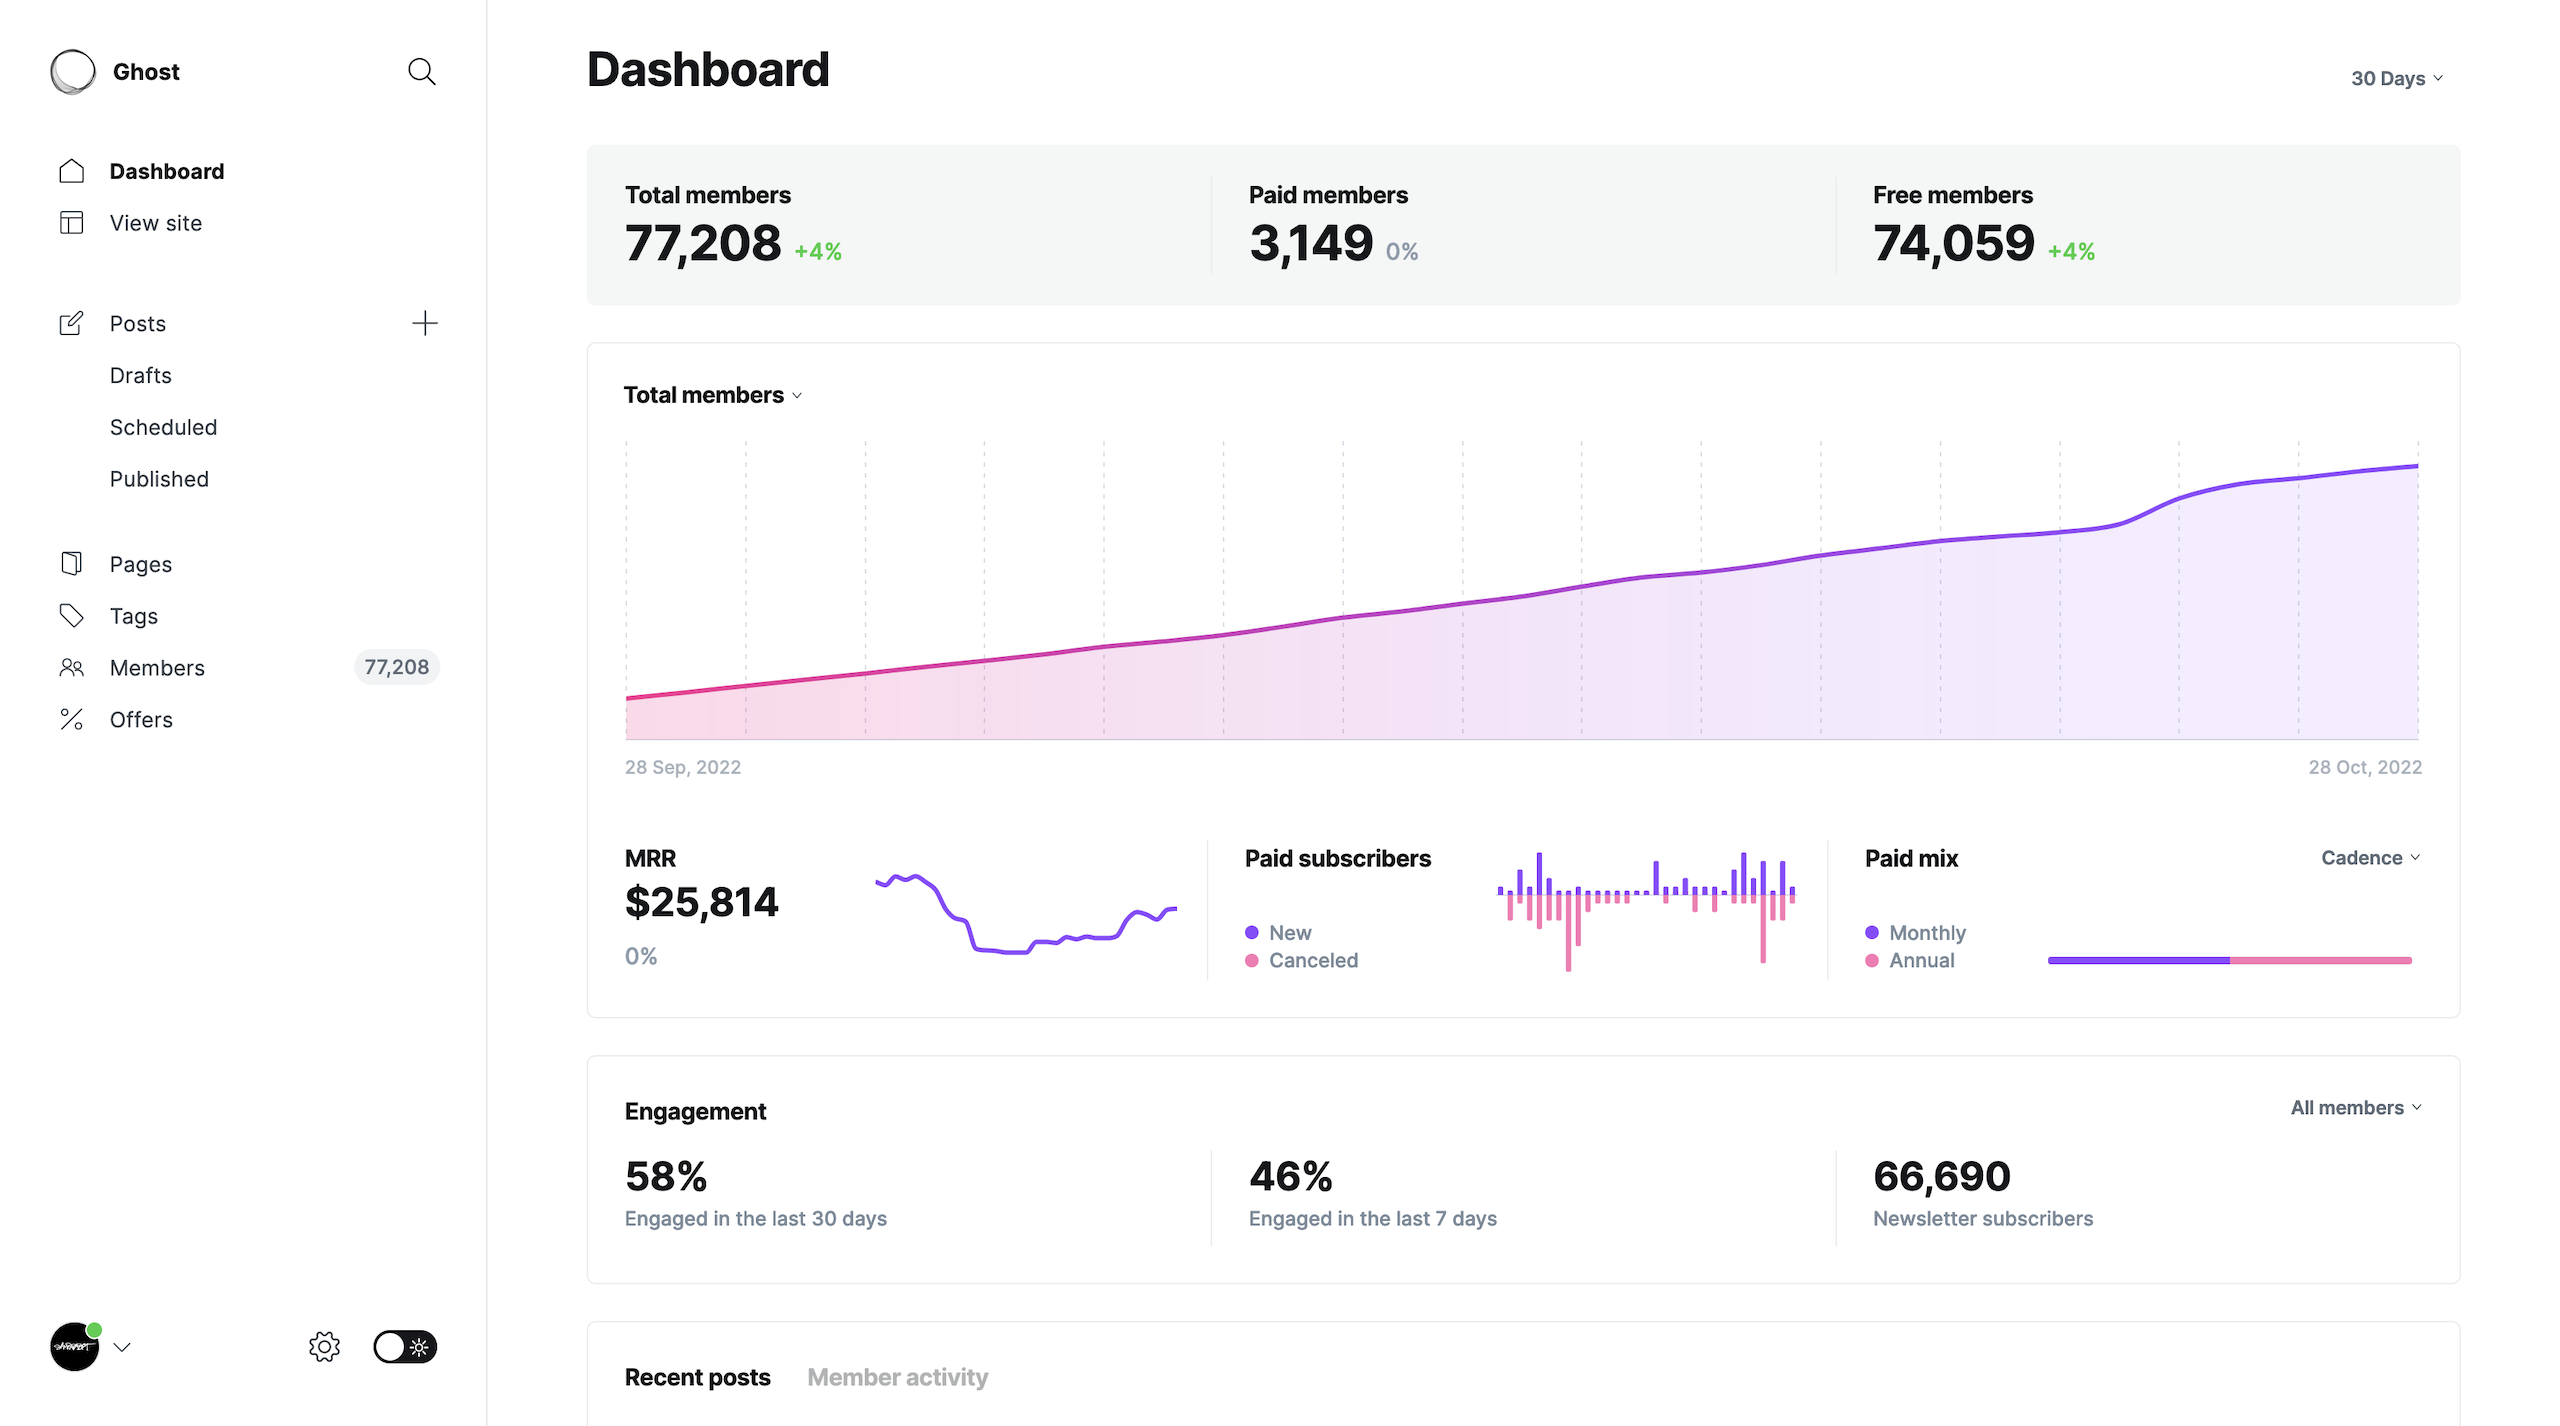 Ghost
Dashboard
View site
Posts
Drafts
Scheduled
Published
Pages
Tags
Members 77,208
Offers
Dashboard
30 Days
Total members
77,208 +4%
Paid members
3,149 0%
Free members
74,059 +4%
Total members
28 Sep, 2022
28 Oct, 2022
MRR
$25,814
0%
Paid subscribers
New
Canceled
Paid mix
Cadence
Monthly
Annual
Engagement
All members
58%
Engaged in the last 30 days
46%
Engaged in the last 7 days
66,690
Newsletter subscribers
Recent posts
Member activity